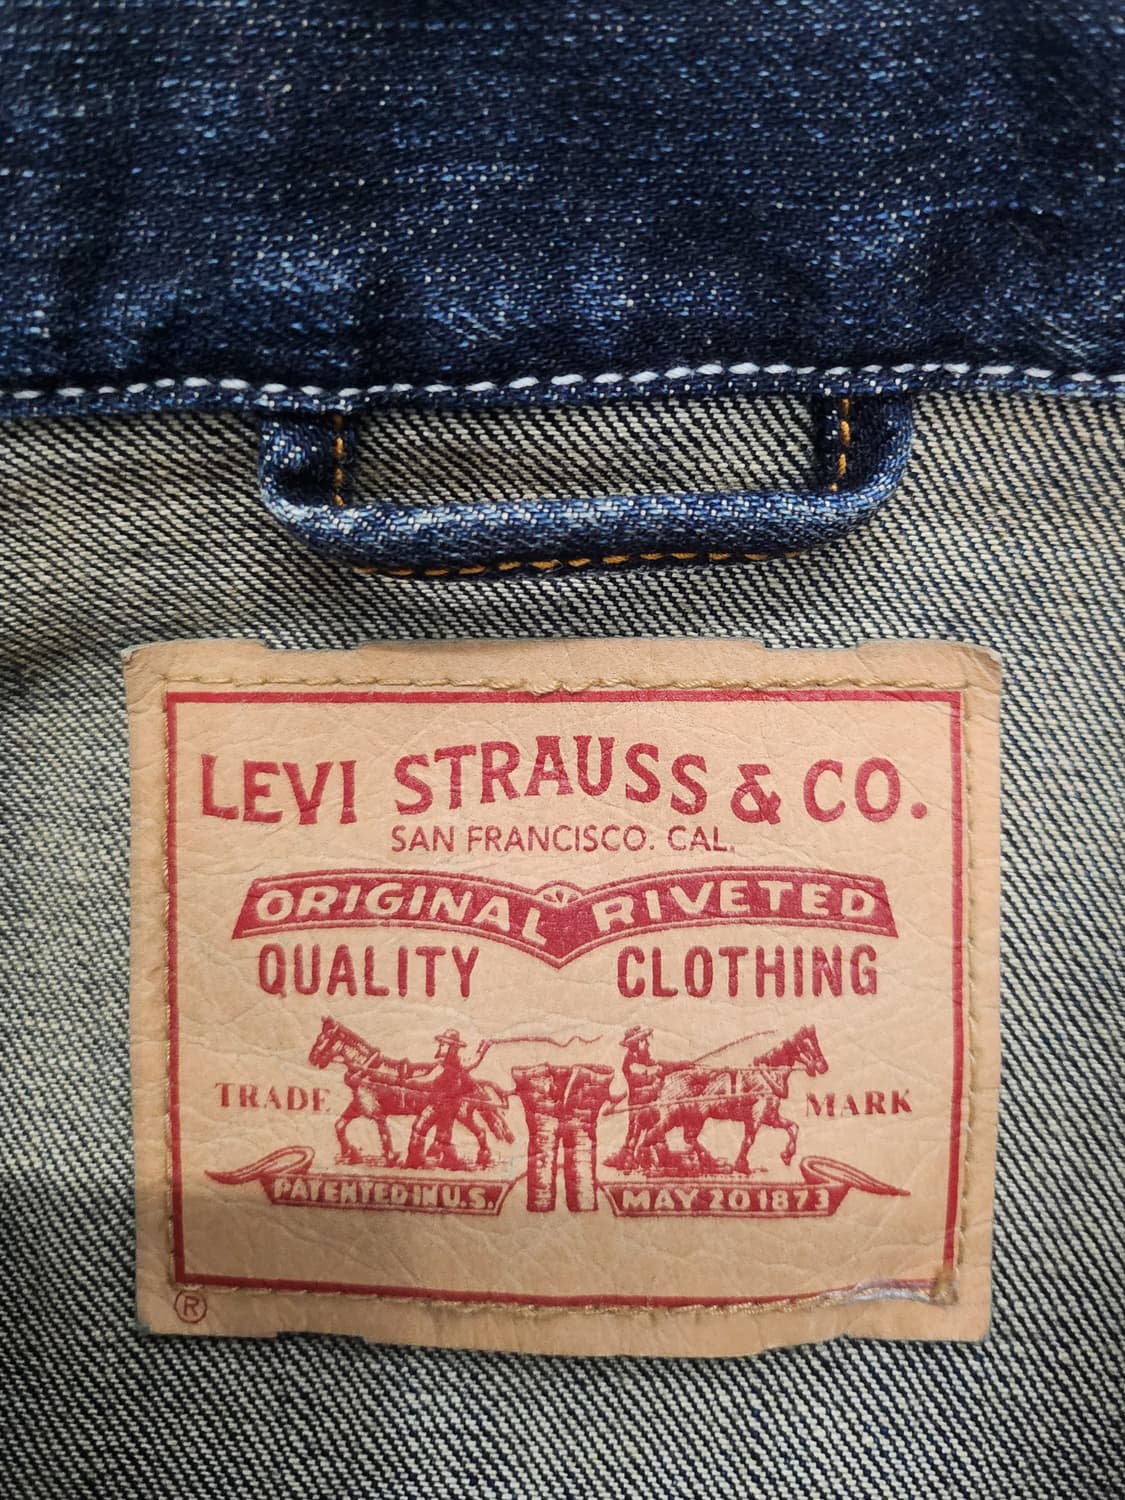 LEVI STRAUSS & CO.
SAN FRANCISCO. CAL.
ORIGINAL RIVETED
QUALITY CLOTHING
TRADE MARK
PATENTED IN U.S. MAY 20 1873
®